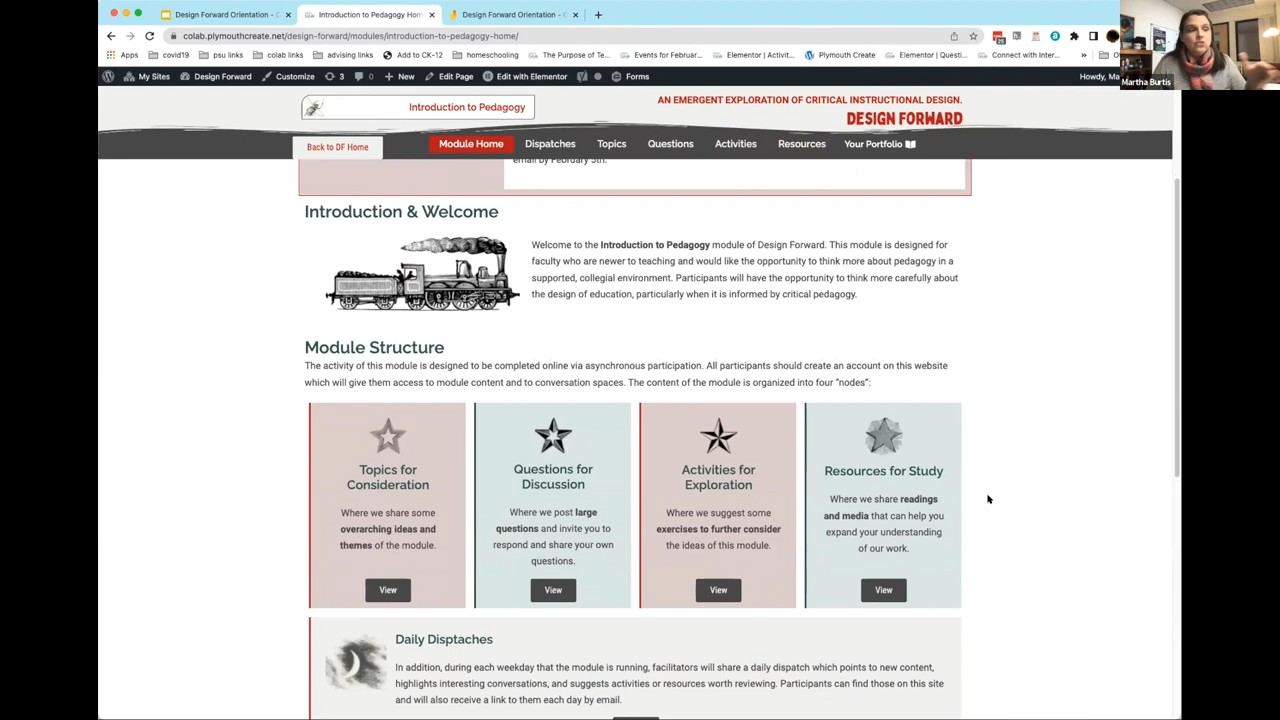 Design Forward Orientation - C
Introduction to Pedagogy Hom
Design Forward Orientation - C
colab.plymouthcreate.net/design-forward/modules/introduction-to-pedagogy-home/
Apps covid19 psu links colab links advising links Add to CK-12 homeschooling The Purpose of Te... Events for Februar... Elementor | Activit... Plymouth Create Elementor | Questi... Connect with Inter... »
My Sites Design Forward Customize 3 0 New Edit Page Edit with Elementor Forms Howdy, Ma
Martha Burtis
Introduction to Pedagogy
AN EMERGENT EXPLORATION OF CRITICAL INSTRUCTIONAL DESIGN.
DESIGN FORWARD
Back to DF Home Module Home Dispatches Topics Questions Activities Resources Your Portfolio
email by February 5th.
Introduction & Welcome
Welcome to the Introduction to Pedagogy module of Design Forward. This module is designed for
faculty who are newer to teaching and would like the opportunity to think more about pedagogy in a
supported, collegial environment. Participants will have the opportunity to think more carefully about
the design of education, particularly when it is informed by critical pedagogy.
Module Structure
The activity of this module is designed to be completed online via asynchronous participation. All participants should create an account on this website
which will give them access to module content and to conversation spaces. The content of the module is organized into four "nodes":
Topics for
Consideration
Where we share some
overarching ideas and
themes of the module.
View
Questions for
Discussion
Where we post large
questions and invite you to
respond and share your own
questions.
View
Activities for
Exploration
Where we suggest some
exercises to further consider
the ideas of this module.
View
Resources for Study
Where we share readings
and media that can help you
expand your understanding
of our work.
View
Daily Disptaches
In addition, during each weekday that the module is running, facilitators will share a daily dispatch which points to new content,
highlights interesting conversations, and suggests activities or resources worth reviewing. Participants can find those on this site
and will also receive a link to them each day by email.